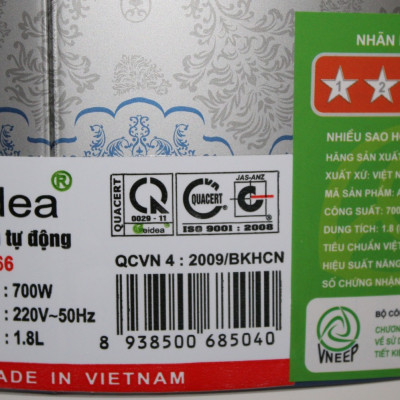 NHÃN
1 2
NHIỀU SAO
HÃNG SẢN XUẤT
XUẤT XỨ: VIỆT
MÃ SẢN PHẨM:
CÔNG SUẤT: 700
DUNG TÍCH: 1.8
TIÊU CHUẨN VIỆT
HIỆU SUẤT NĂNG
SỐ CHỨNG NHẬN
VNEEP
BỘ CÔ
CHƯƠN
VỀ SỬ D
TIẾT KIỆ
idea®
tự động
66
: 700W
: 220V~50Hz
: 1.8L
QUACERT
0029 - 11
aidea
vn
QUACERT
JAS-ANZ
ISO 9001 : 2008
QCVN 4 : 2009/BKHCN
8 938500 685040
ADE IN VIETNAM